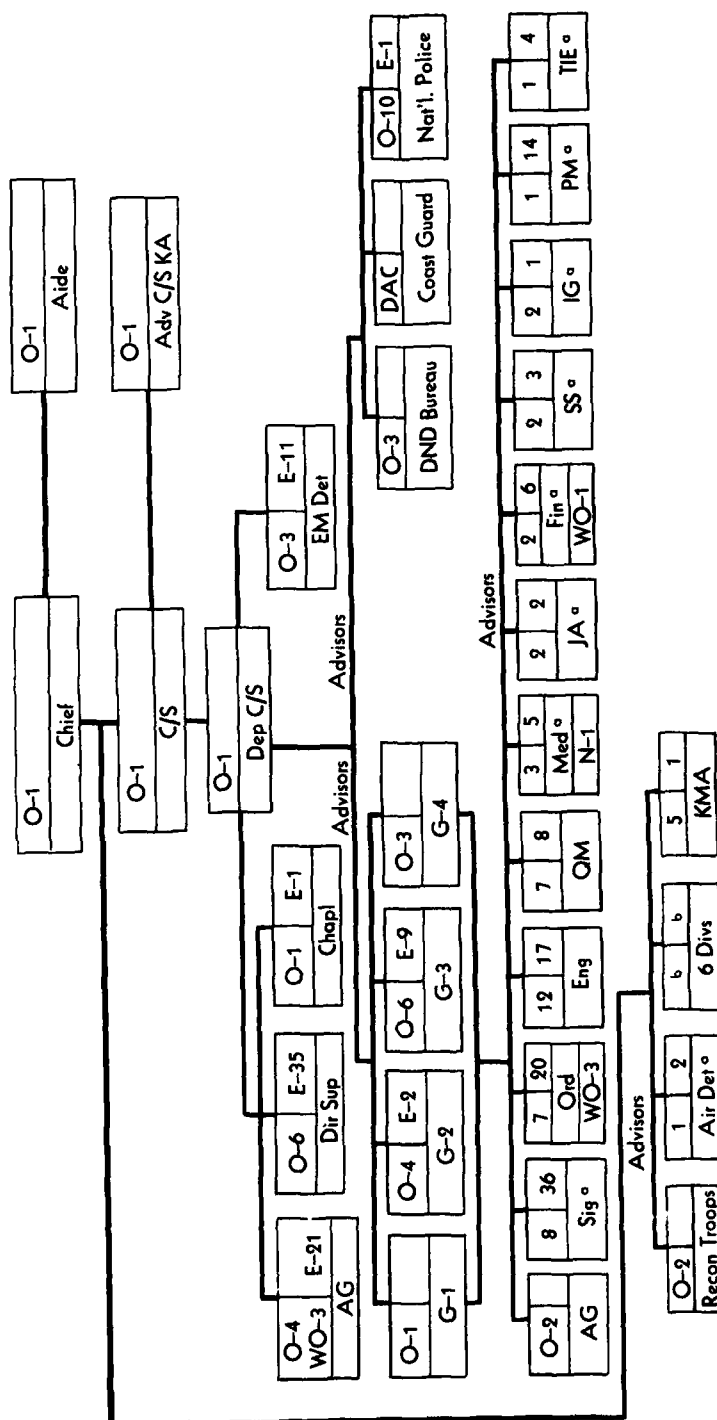 O-1
Chief
O-1
Aide
O-1
C/S
O-1
Adv C/S KA
O-1
Dep C/S
O-4 E-21
WO-3
AG
O-6 E-35
Dir Sup
O-1 E-1
Chapl
O-3 E-11
EM Det
Advisors Advisors
O-1
G-1
O-4 E-2
G-2
O-6 E-9
G-3
O-3
G-4
O-3
DND Bureau
DAC
Coast Guard
O-10 E-1
Nat'l. Police
Advisors
O-2
AG
8 36
Sig a
7 20
Ord
WO-3
12 17
Eng
7 8
QM
3 5
Med a
N-1
2 2
JA a
2 6
Fin a
WO-1
2 3
SS a
2 1
IG a
1 14
PM a
1 4
TIE a
Advisors
O-2
Recon Troops
1 2
Air Det a
b b
6 Divs
5 1
KMA